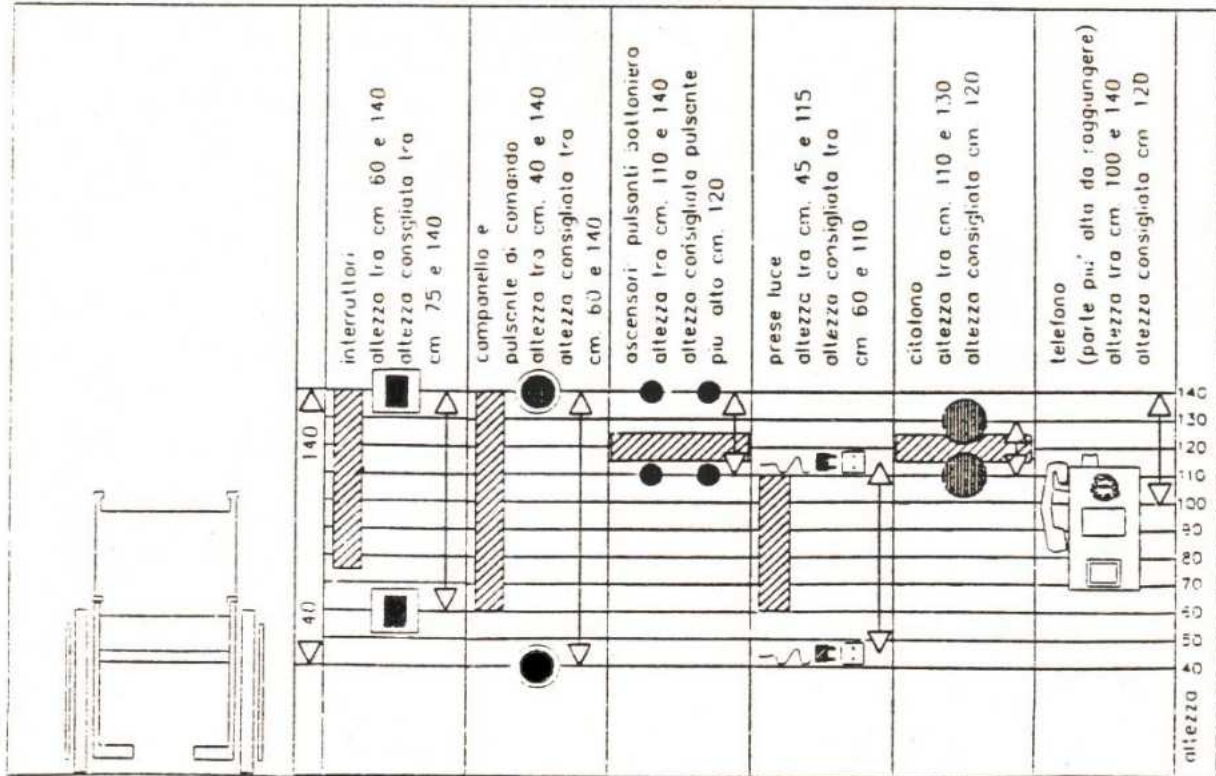 140
40
interruttori
altezza tra cm 60 e 140
altezza consigliata tra
cm 75 e 140
campanello e
pulsante di comando
altezza tra cm. 40 e 140
altezza consigliata tra
cm. 60 e 140
ascensori pulsanti bottoniera
altezza tra cm. 110 e 140
altezza consigliata pulsante
piu alto cm. 120
prese luce
altezza tra cm. 45 e 115
altezza consigliata tra
cm 60 e 110
citofono
altezza tra cm. 110 e 130
altezza consigliata cm. 120
telefono
(parte piu' alta da raggiungere)
altezza tra cm. 100 e 140
altezza consigliata cm 120
140
130
120
110
100
90
80
70
60
50
40
altezza